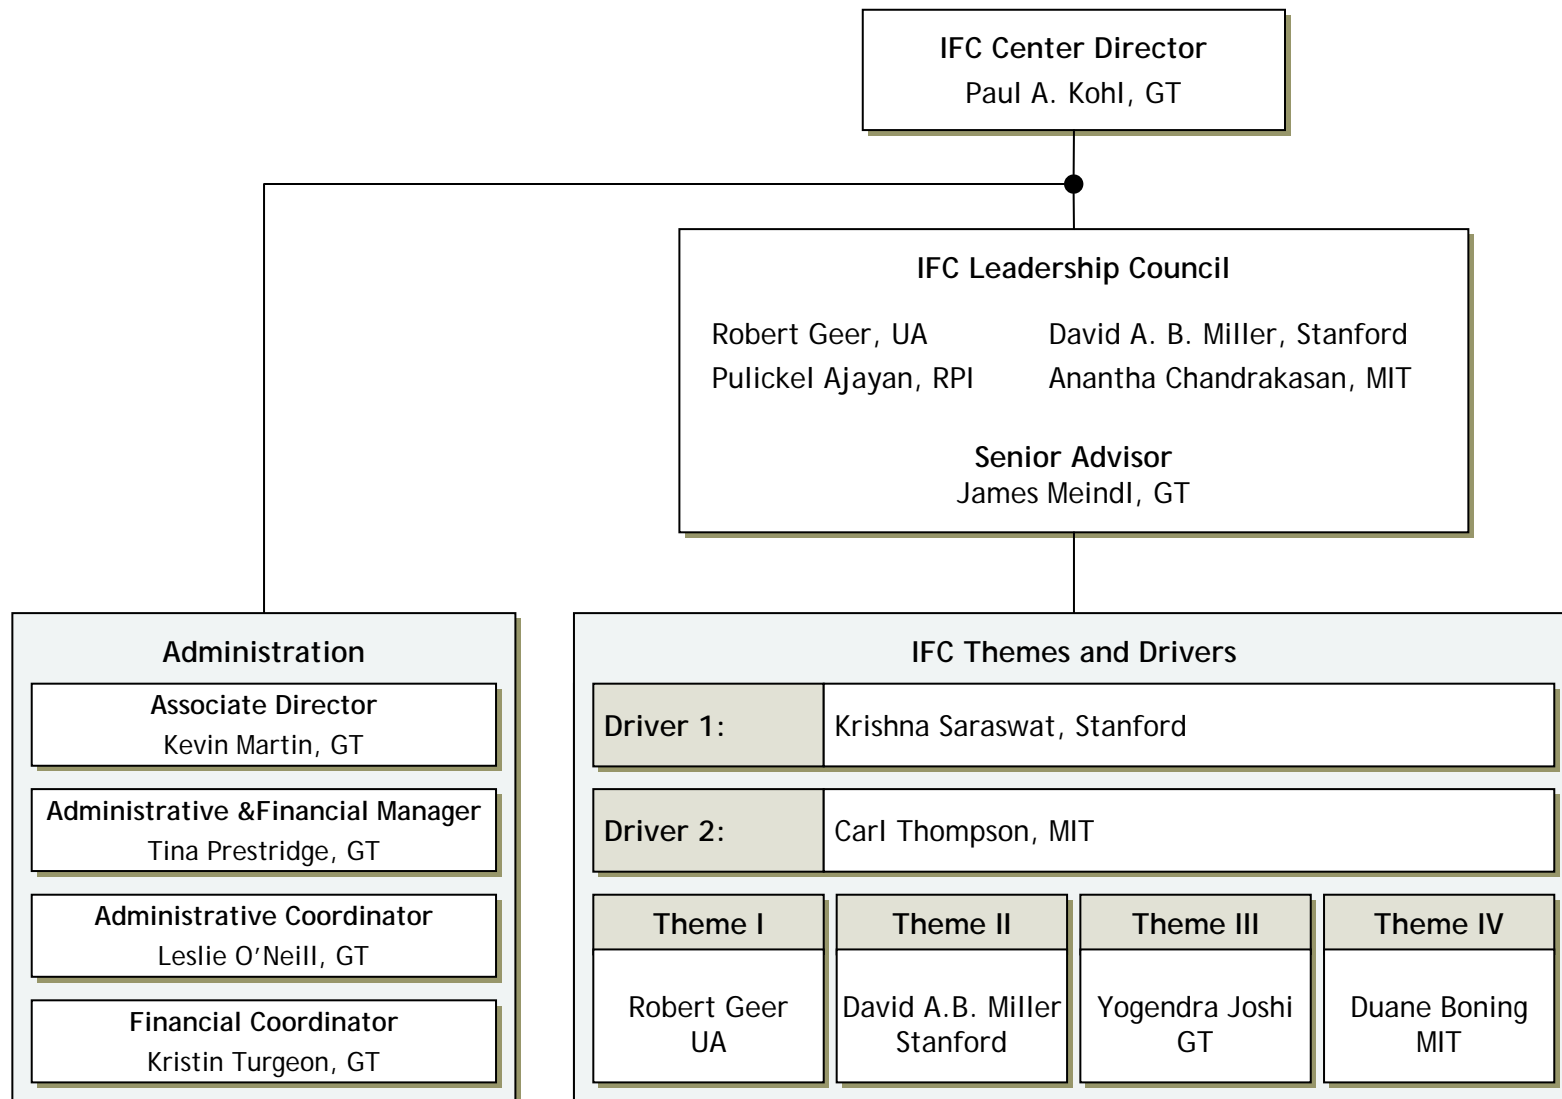 IFC Center Director
Paul A. Kohl, GT
IFC Leadership Council
Robert Geer, UA
David A. B. Miller, Stanford
Pulickel Ajayan, RPI
Anantha Chandrakasan, MIT
Senior Advisor
James Meindl, GT
Administration
Associate Director
Kevin Martin, GT
Administrative &Financial Manager
Tina Prestridge, GT
Administrative Coordinator
Leslie O’Neill, GT
Financial Coordinator
Kristin Turgeon, GT
IFC Themes and Drivers
Driver 1:
Krishna Saraswat, Stanford
Driver 2:
Carl Thompson, MIT
Theme I
Robert Geer
UA
Theme II
David A.B. Miller
Stanford
Theme III
Yogendra Joshi
GT
Theme IV
Duane Boning
MIT